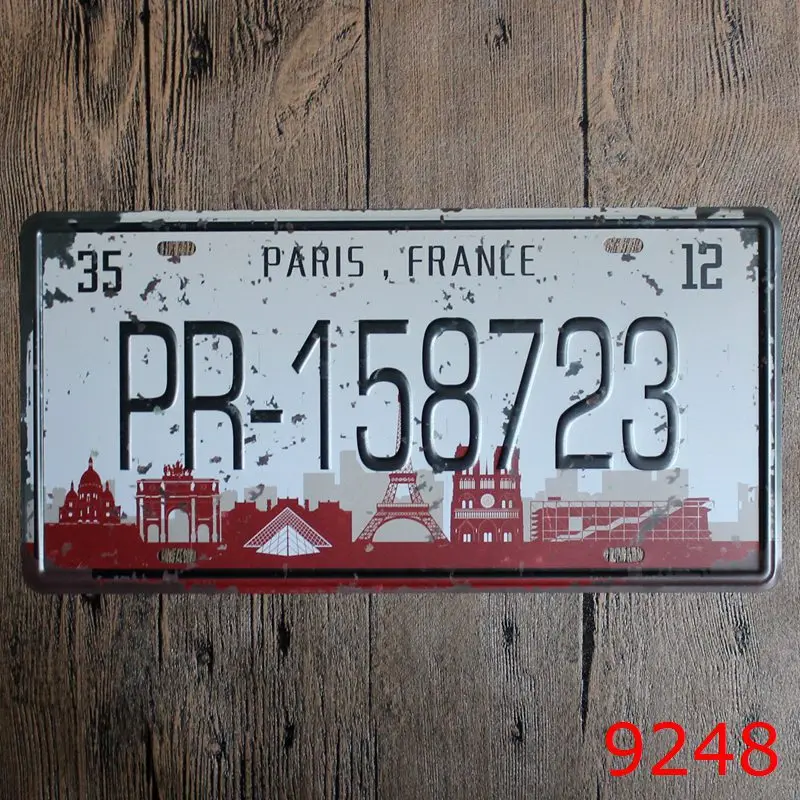 35 PARIS , FRANCE 12
PR-158723
9248